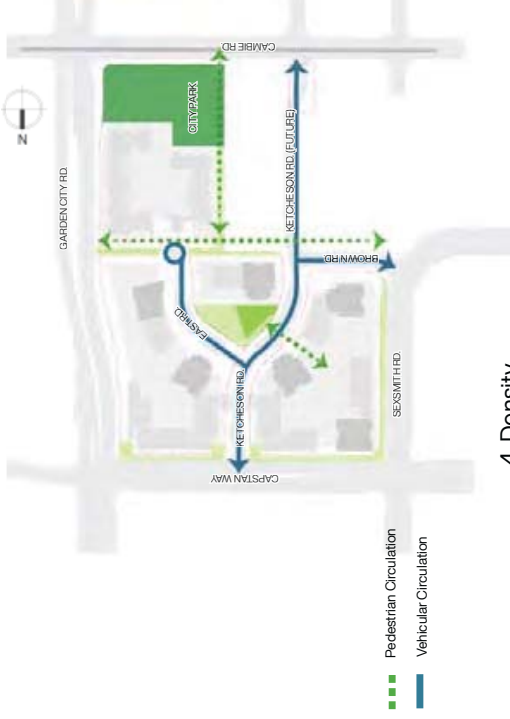 CAMBIE RD.
N
CITY PARK
GARDEN CITY RD.
KETCHESON RD. (FUTURE)
BROWN RD.
EAST RD.
KETCHESON RD.
SEXSMITH RD.
CAPSTAN WAY
4. Density
Pedestrian Circulation
Vehicular Circulation